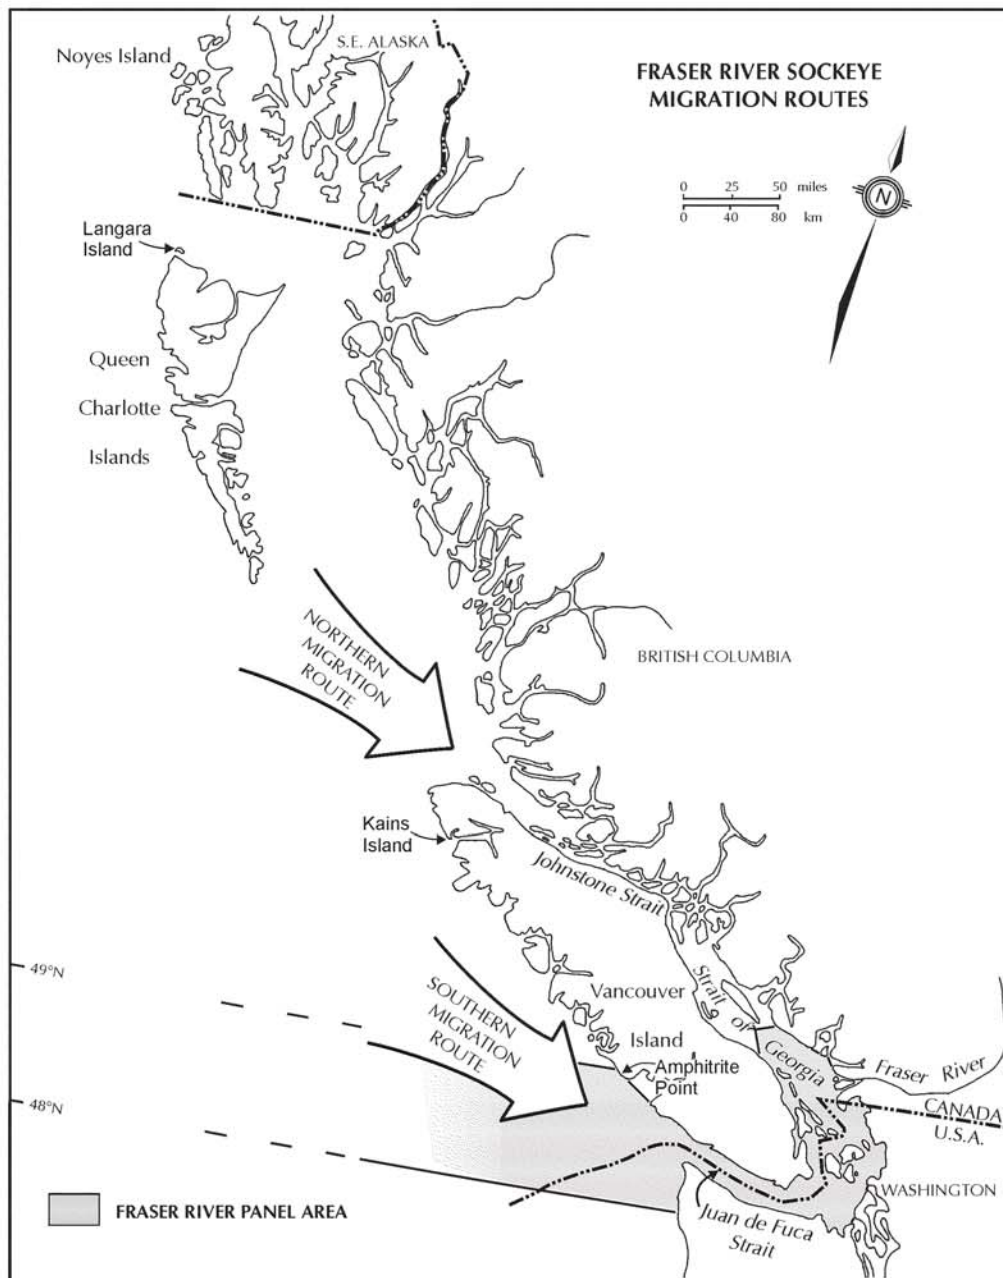 Noyes Island
S.E. ALASKA
FRASER RIVER SOCKEYE
MIGRATION ROUTES
0 25 50 miles
0 40 80 km
N
Langara
Island
Queen
Charlotte
Islands
NORTHERN
MIGRATION
ROUTE
BRITISH COLUMBIA
Kains
Island
Johnstone Strait
49°N
SOUTHERN
MIGRATION
ROUTE
Vancouver
Island
Strait of
Georgia
Amphitrite
Point
Fraser River
48°N
CANADA
U.S.A.
WASHINGTON
Juan de Fuca
Strait
FRASER RIVER PANEL AREA